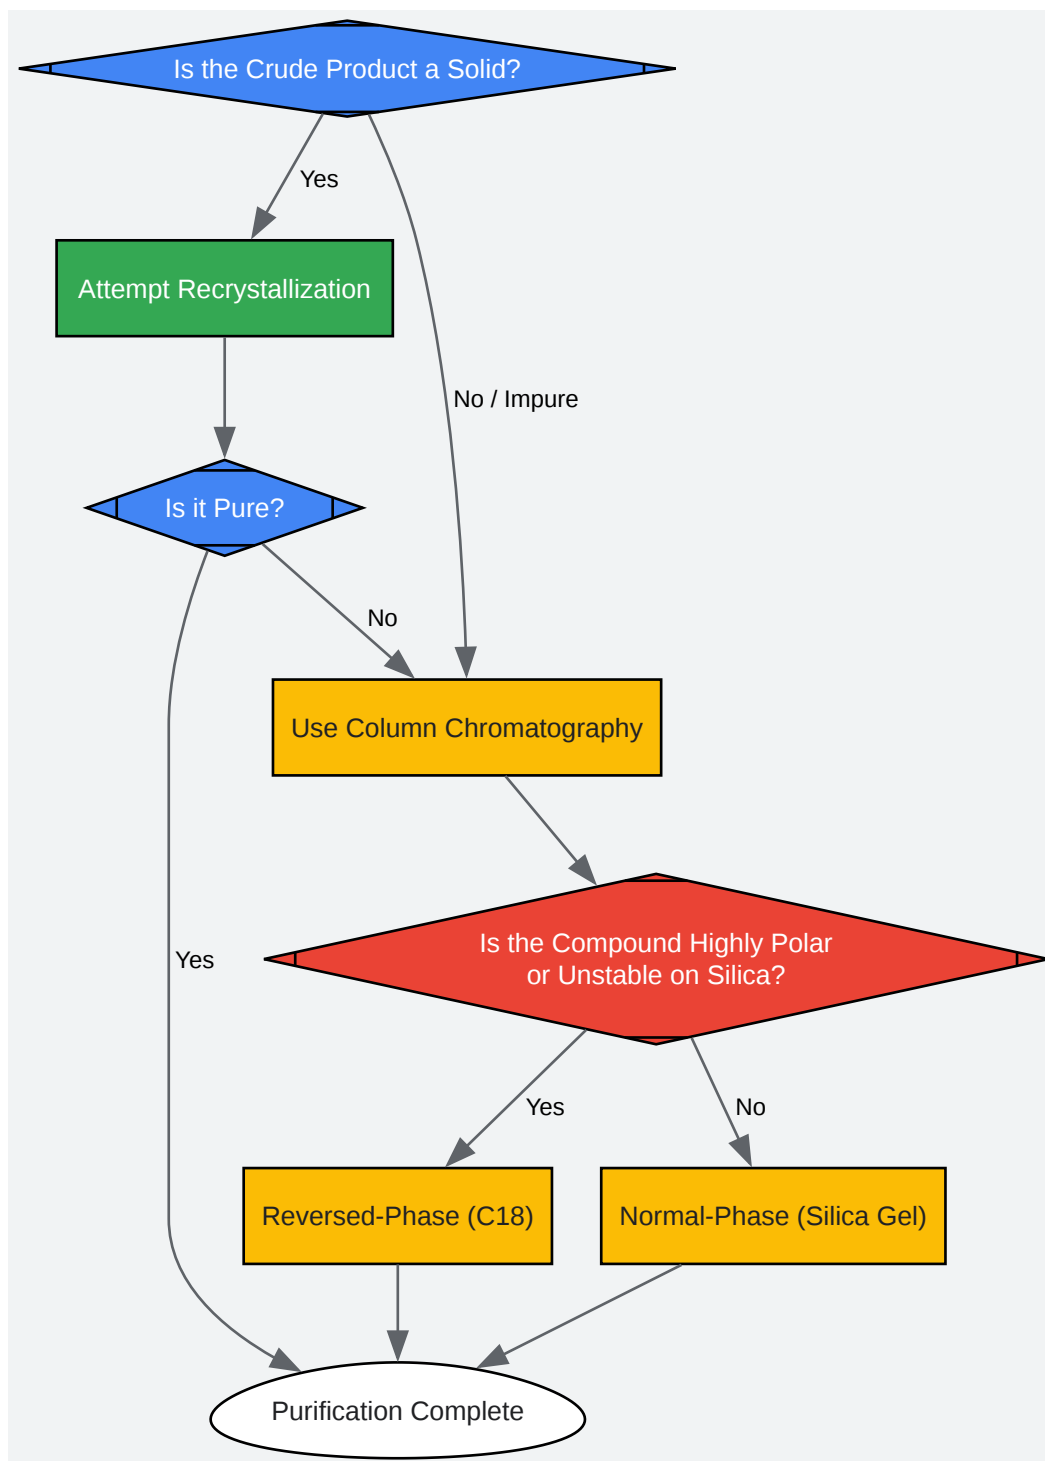 Is the Crude Product a Solid?
Yes
Attempt Recrystallization
No / Impure
Is it Pure?
No
Use Column Chromatography
Yes
Is the Compound Highly Polar
or Unstable on Silica?
Yes
No
Reversed-Phase (C18)
Normal-Phase (Silica Gel)
Purification Complete